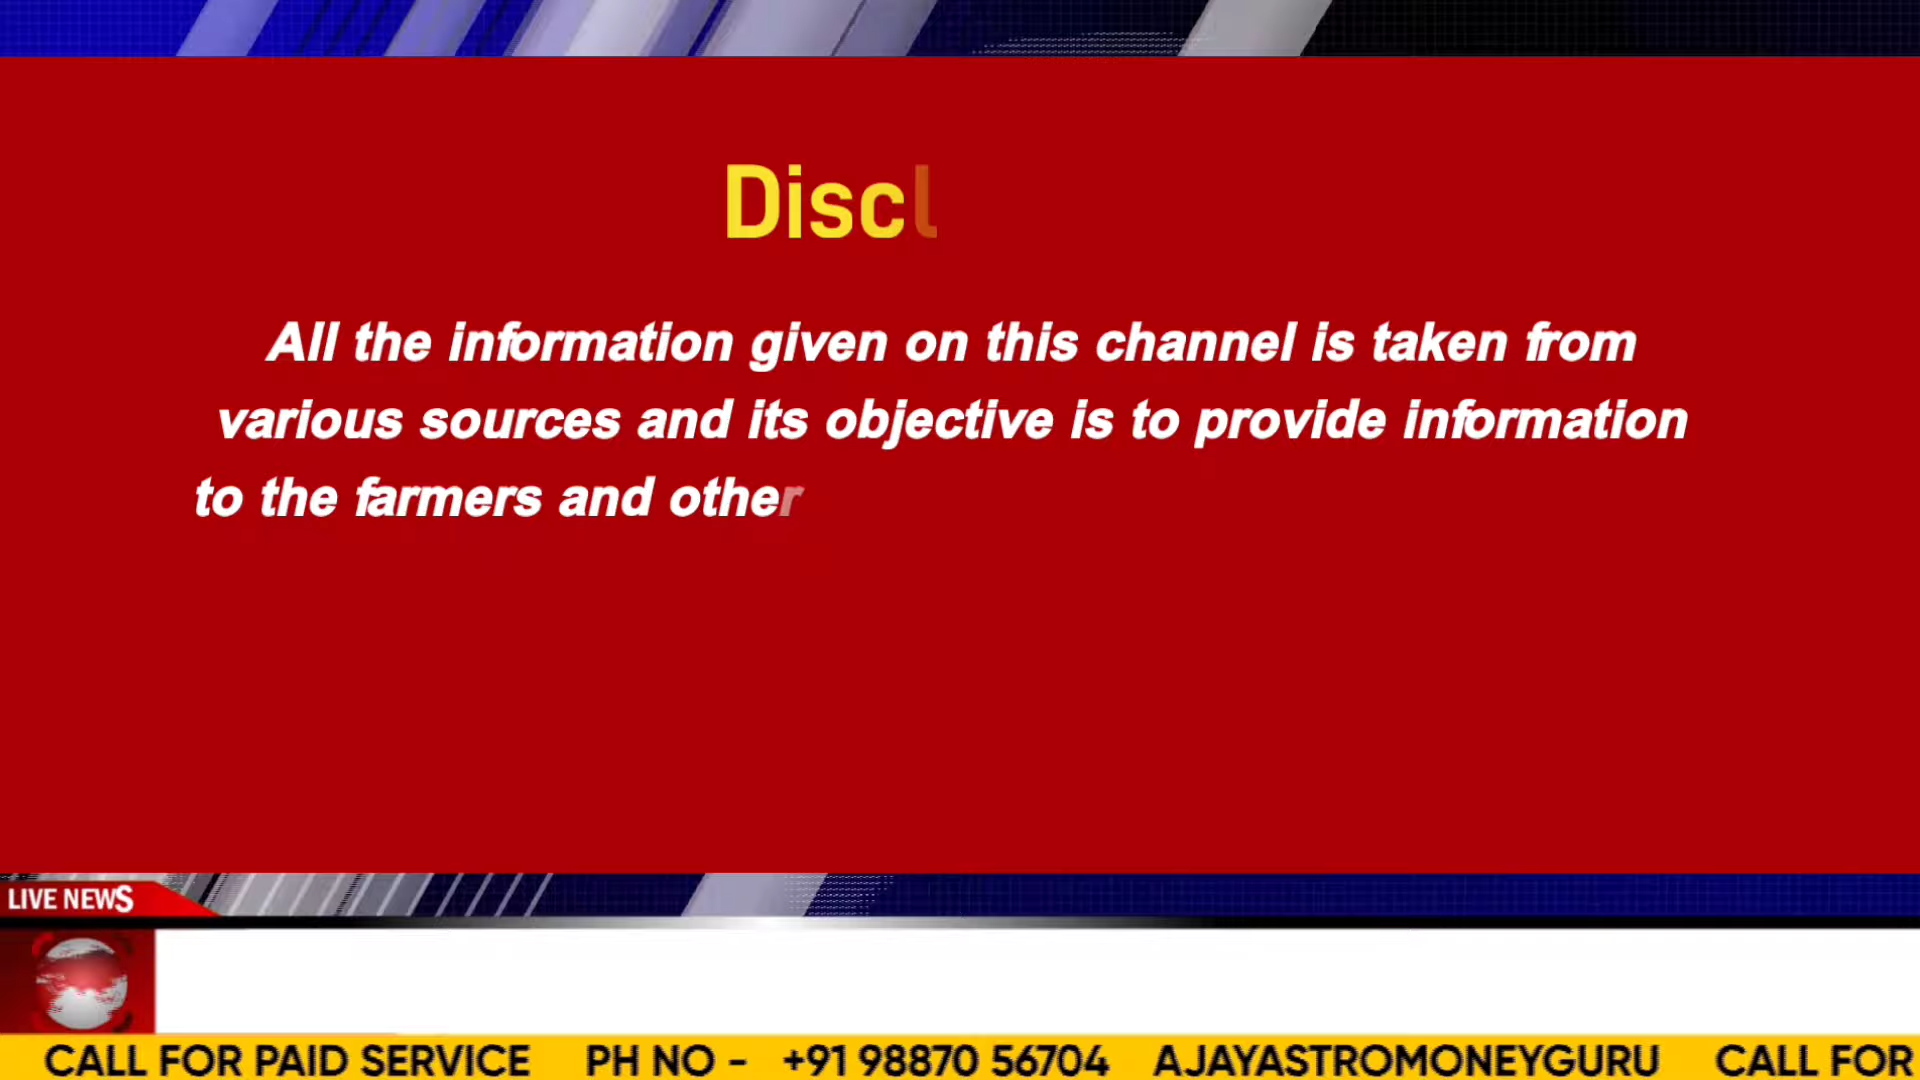 Discl
All the information given on this channel is taken from
various sources and its objective is to provide information
to the farmers and other
LIVE NEWS
CALL FOR PAID SERVICE PH NO - +91 98870 56704 AJAYASTROMONEYGURU CALL FOR